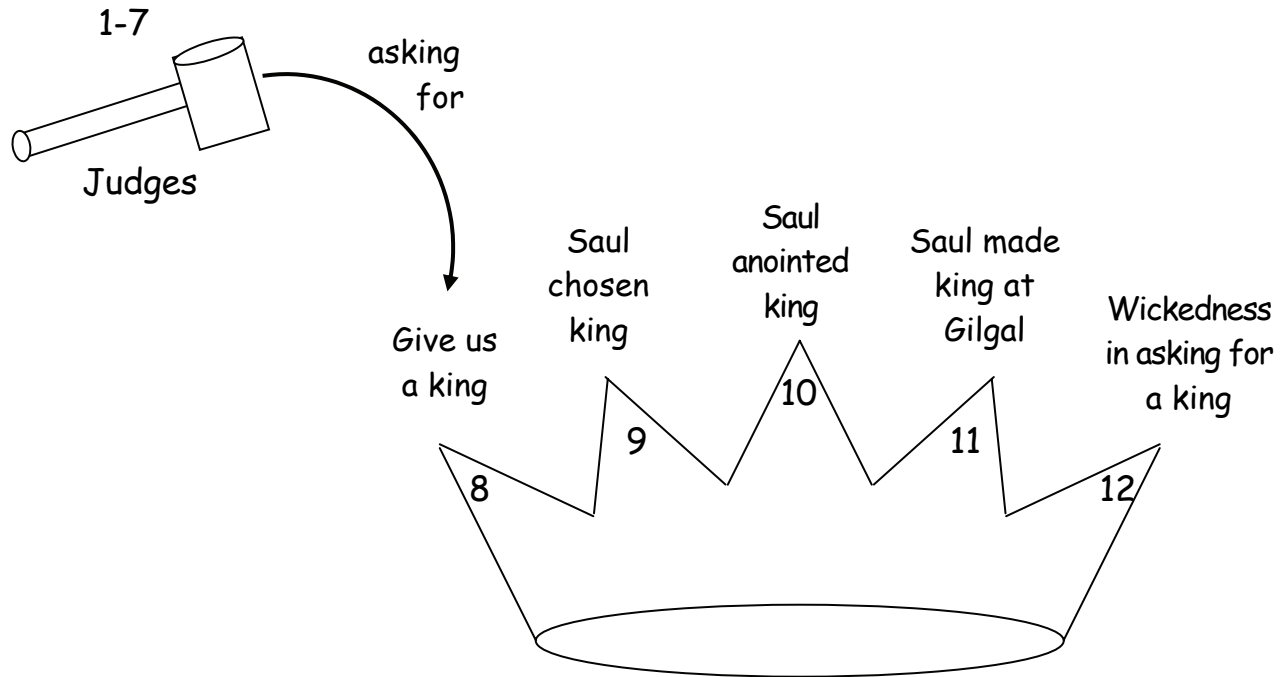 1-7
Judges
asking
for
Give us
a king
8
Saul
chosen
king
9
Saul
anointed
king
10
Saul made
king at
Gilgal
11
Wickedness
in asking for
a king
12